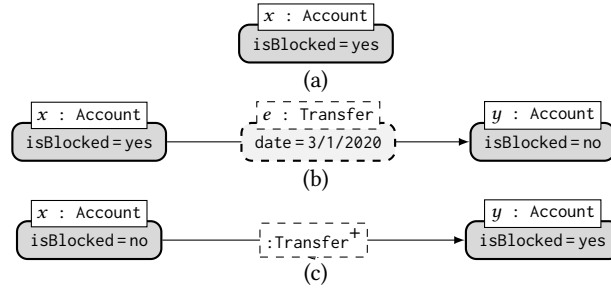 x : Account
isBlocked = yes
(a)
x : Account
e : Transfer
y : Account
isBlocked = yes
date = 3/1/2020
isBlocked = no
(b)
x : Account
y : Account
isBlocked = no
:Transfer+
isBlocked = yes
(c)